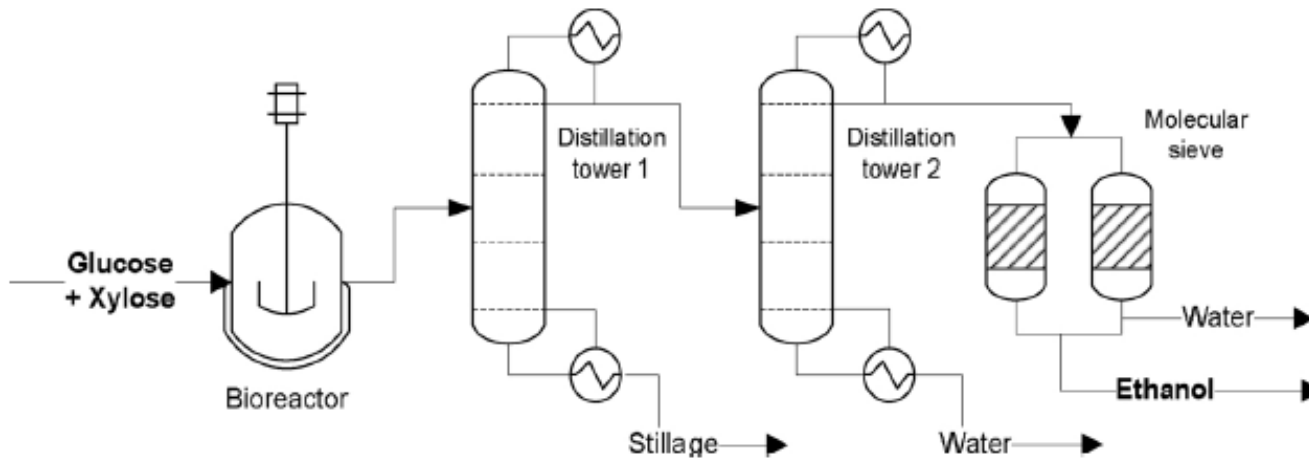 Glucose
+ Xylose
Bioreactor
Distillation
tower 1
Stillage
Distillation
tower 2
Water
Molecular
sieve
Water
Ethanol